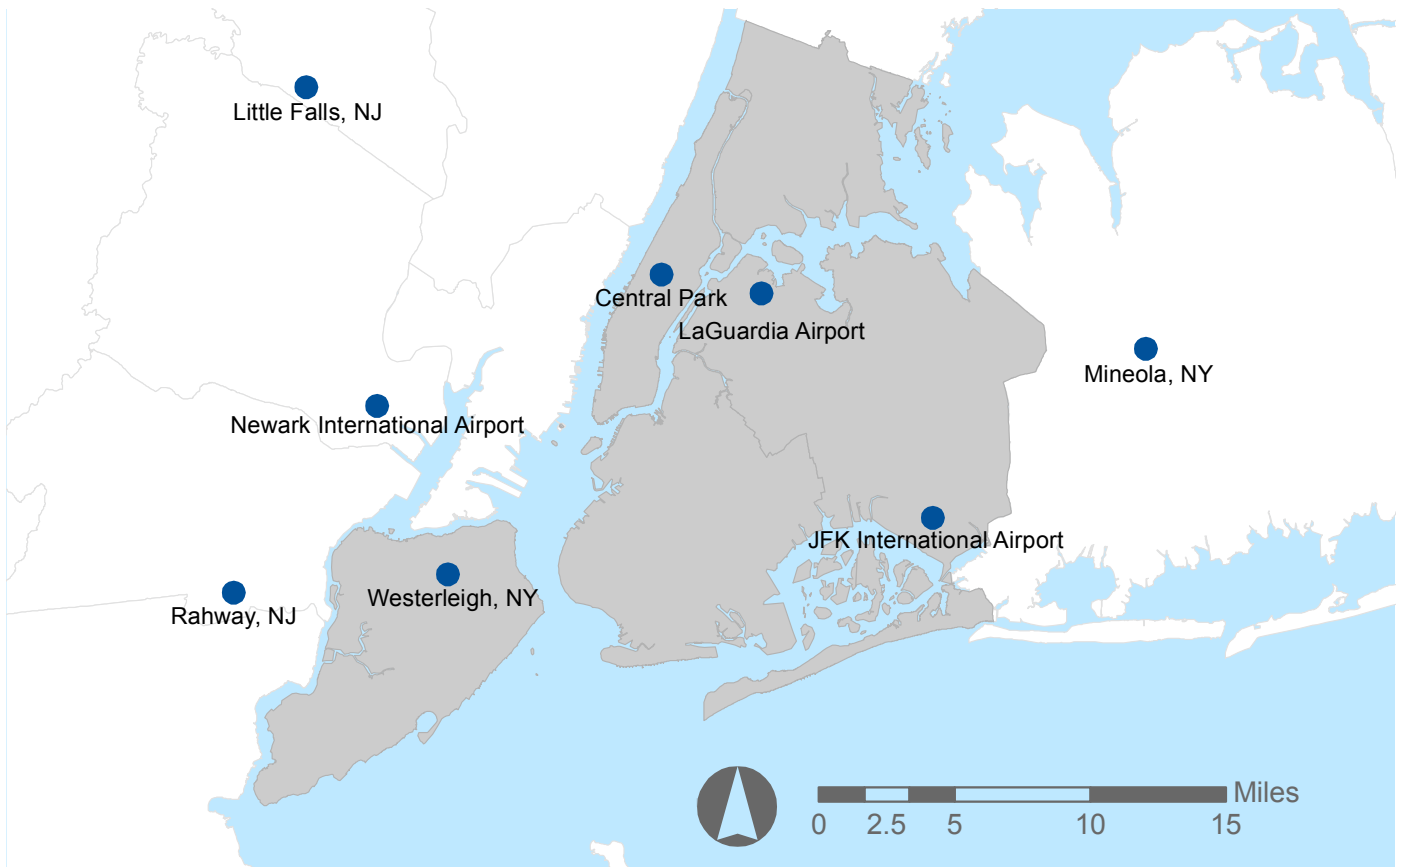 Little Falls, NJ
Central Park
LaGuardia Airport
Mineola, NY
Newark International Airport
JFK International Airport
Westerleigh, NY
Rahway, NJ
Miles
0 2.5 5 10 15